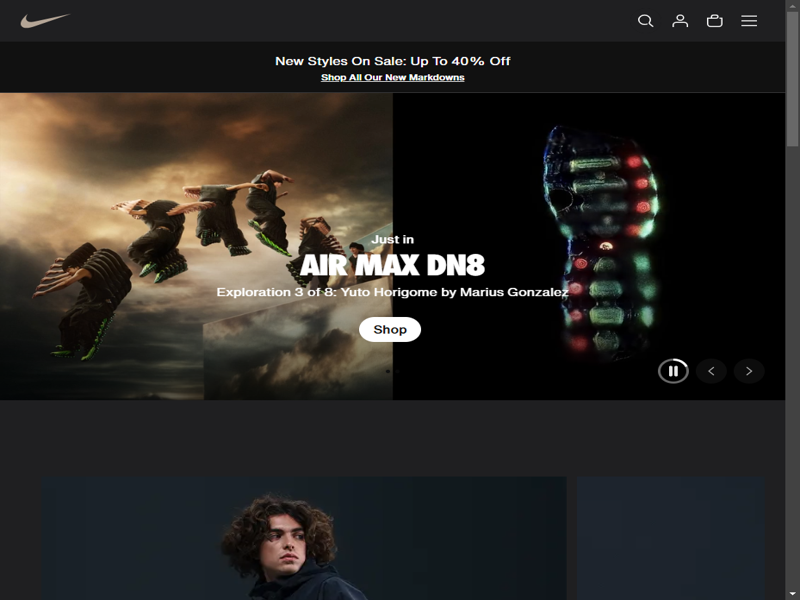 New Styles On Sale: Up To 40% Off
Shop All Our New Markdowns
Just in
AIR MAX DN8
Exploration 3 of 8: Yuto Horigome by Marius Gonzalez
Shop